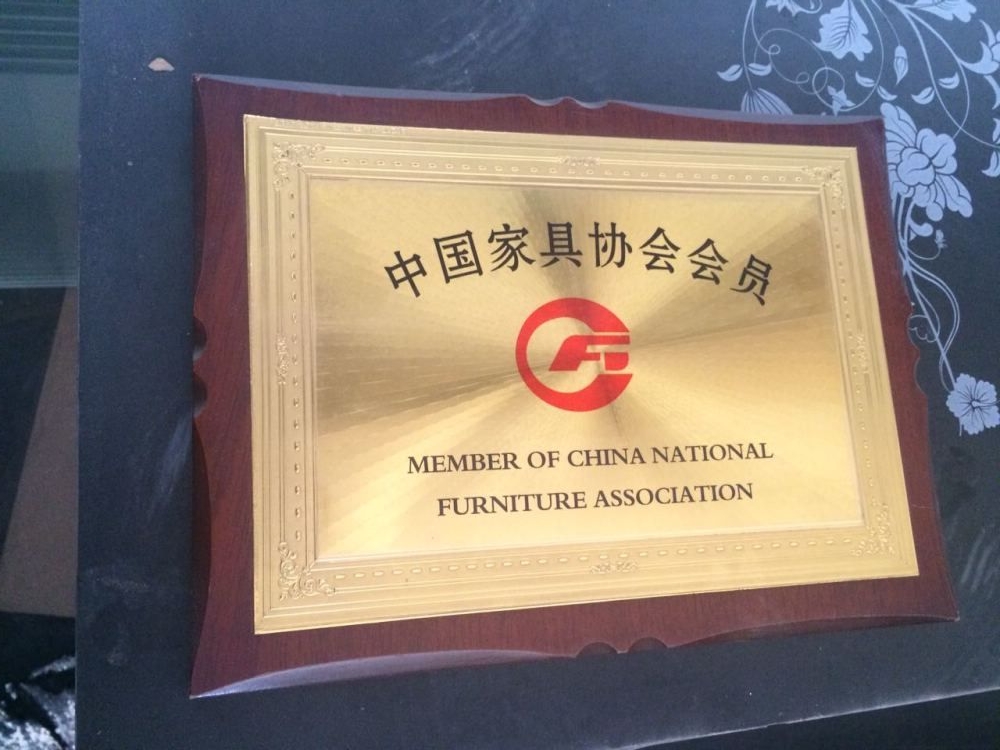 中国家具协会会员
MEMBER OF CHINA NATIONAL
FURNITURE ASSOCIATION